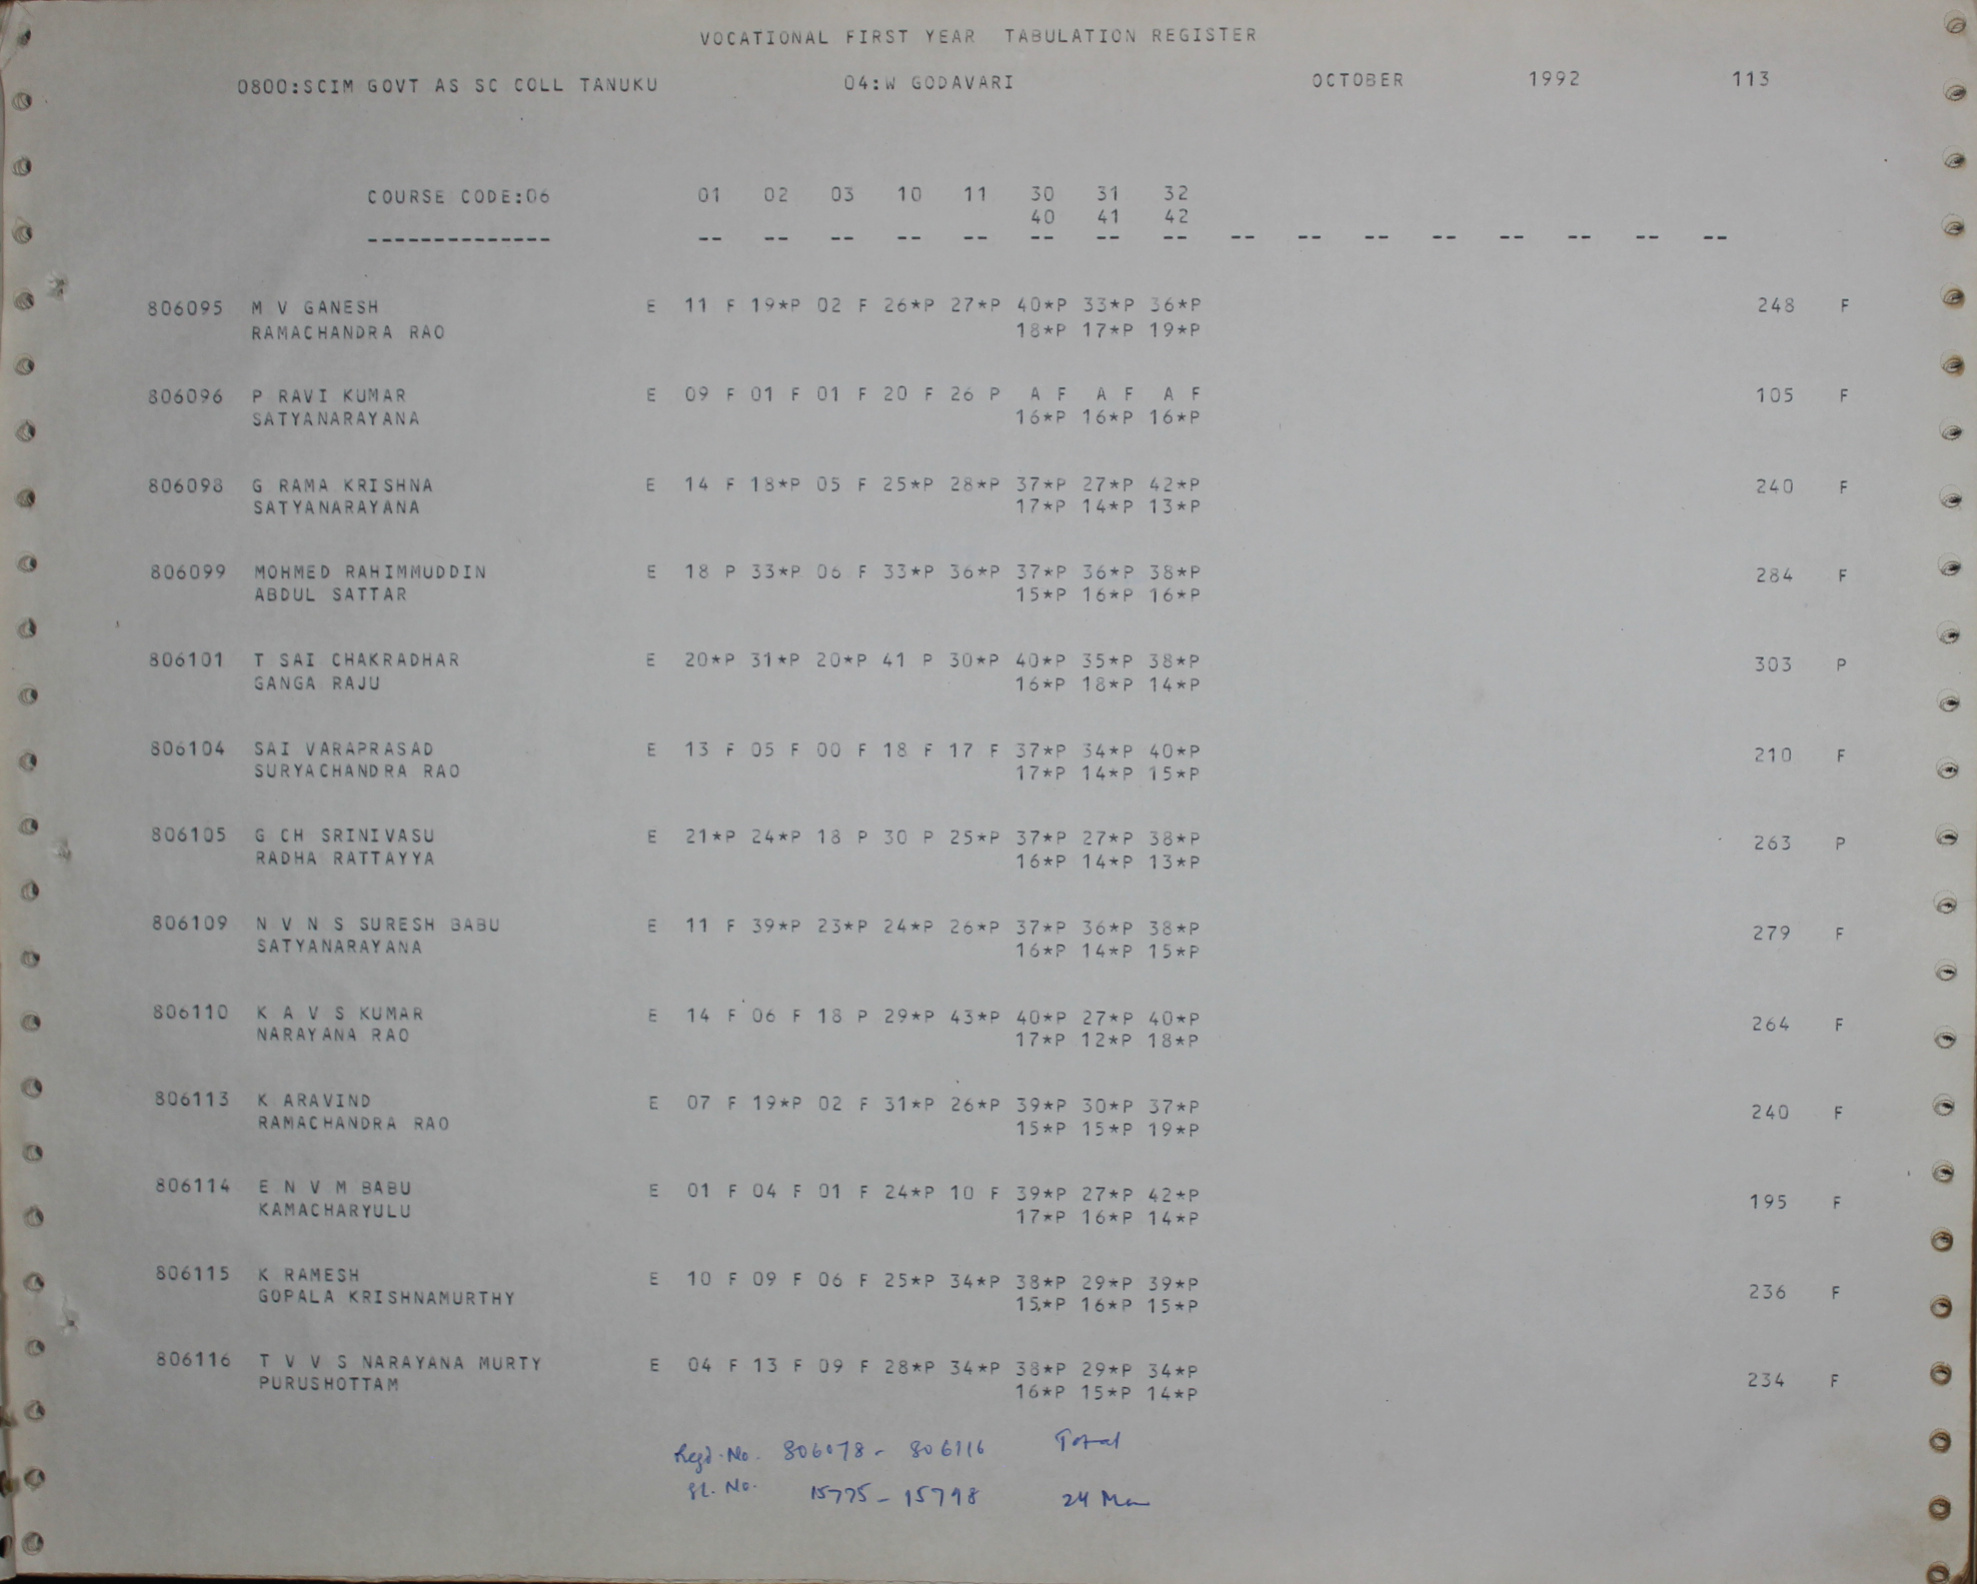 VOCATIONAL FIRST YEAR TABULATION REGISTER
0800:SCIM GOVT AS SC COLL TANUKU 04:W GODAVARI OCTOBER 1992 113
COURSE CODE:06 01 02 03 10 11 30 31 32
40 41 42
-------------- -- -- -- -- -- -- -- -- -- -- -- -- -- -- -- --
806095 M V GANESH E 11 F 19*P 02 F 26*P 27*P 40*P 33*P 36*P 248 F
RAMACHANDRA RAO 18*P 17*P 19*P
806096 P RAVI KUMAR E 09 F 01 F 01 F 20 F 26 P A F A F A F 105 F
SATYANARAYANA 16*P 16*P 16*P
806098 G RAMA KRISHNA E 14 F 18*P 05 F 25*P 28*P 37*P 27*P 42*P 240 F
SATYANARAYANA 17*P 14*P 13*P
806099 MOHMED RAHIMMUDDIN E 18 P 33*P 06 F 33*P 36*P 37*P 36*P 38*P 284 F
ABDUL SATTAR 15*P 16*P 16*P
806101 T SAI CHAKRADHAR E 20*P 31*P 20*P 41 P 30*P 40*P 35*P 38*P 303 P
GANGA RAJU 16*P 18*P 14*P
806104 SAI VARAPRASAD E 13 F 05 F 00 F 18 F 17 F 37*P 34*P 40*P 210 F
SURYACHANDRA RAO 17*P 14*P 15*P
806105 G CH SRINIVASU E 21*P 24*P 18 P 30 P 25*P 37*P 27*P 38*P 263 P
RADHA RATTAYYA 16*P 14*P 13*P
806109 N V N S SURESH BABU E 11 F 39*P 23*P 24*P 26*P 37*P 36*P 38*P 279 F
SATYANARAYANA 16*P 14*P 15*P
806110 K A V S KUMAR E 14 F 06 F 18 P 29*P 43*P 40*P 27*P 40*P 264 F
NARAYANA RAO 17*P 12*P 18*P
806113 K ARAVIND E 07 F 19*P 02 F 31*P 26*P 39*P 30*P 37*P 240 F
RAMACHANDRA RAO 15*P 15*P 19*P
806114 E N V M BABU E 01 F 04 F 01 F 24*P 10 F 39*P 27*P 42*P 195 F
KAMACHARYULU 17*P 16*P 14*P
806115 K RAMESH E 10 F 09 F 06 F 25*P 34*P 38*P 29*P 39*P 236 F
GOPALA KRISHNAMURTHY 15*P 16*P 15*P
806116 T V V S NARAYANA MURTY E 04 F 13 F 09 F 28*P 34*P 38*P 29*P 34*P 234 F
PURUSHOTTAM 16*P 15*P 14*P
Regd. No. 806078 - 806116 Total
Sl. No. 15775 - 15798 24